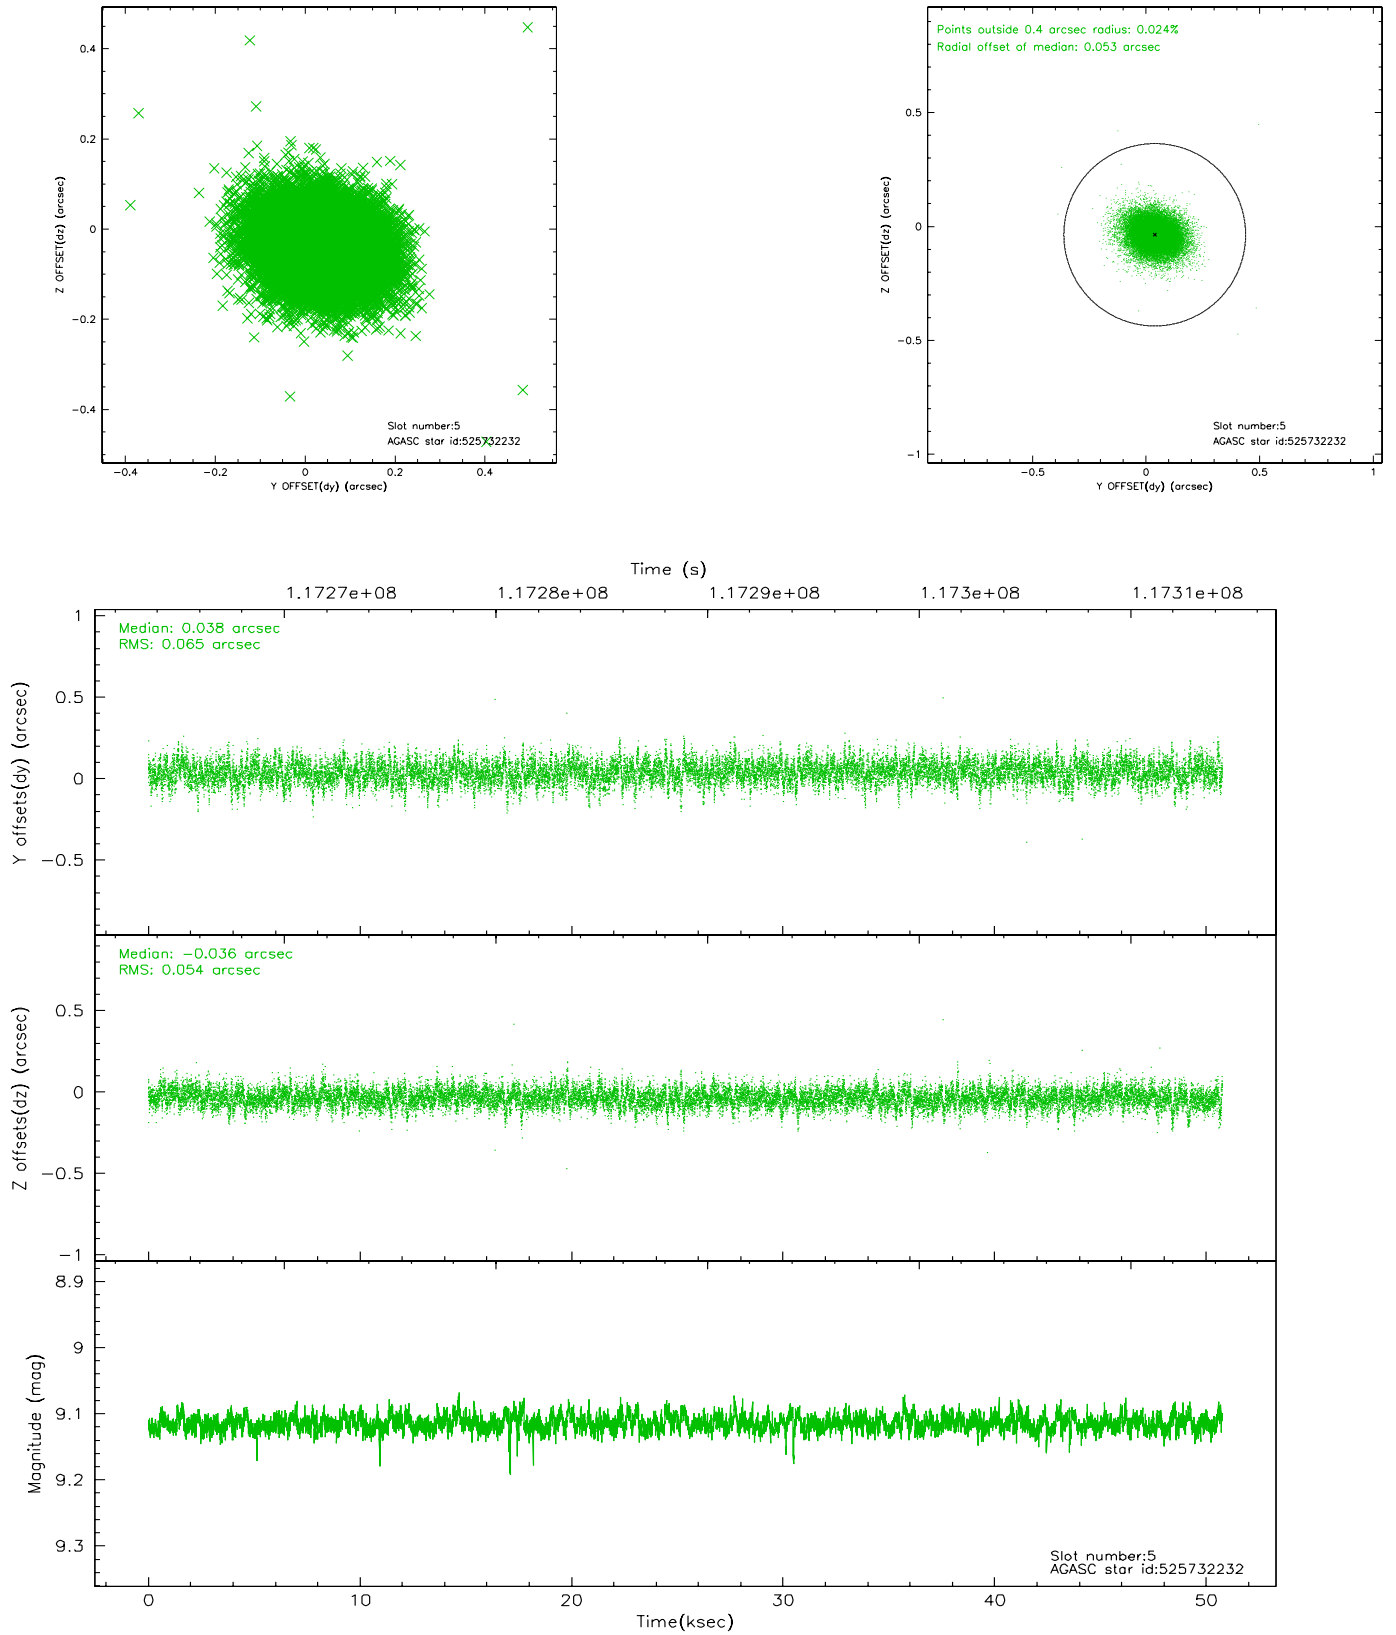 0.4
0.2
0
−0.2
−0.4
Z OFFSET(dz) (arcsec)
Slot number:5
AGASC star id:525732232
−0.4
−0.2
0
0.2
0.4
Y OFFSET(dy) (arcsec)
Points outside 0.4 arcsec radius: 0.024%
Radial offset of median: 0.053 arcsec
0.5
0
−0.5
−1
Z OFFSET(dz) (arcsec)
Slot number:5
AGASC star id:525732232
−0.5
0
0.5
1
Y OFFSET(dy) (arcsec)
Time (s)
1.1727e+08
1.1728e+08
1.1729e+08
1.173e+08
1.1731e+08
Median: 0.038 arcsec
RMS: 0.065 arcsec
1
0.5
0
−0.5
Y offsets(dy) (arcsec)
Median: −0.036 arcsec
RMS: 0.054 arcsec
0.5
0
−0.5
−1
Z offsets(dz) (arcsec)
8.9
9
9.1
9.2
9.3
Magnitude (mag)
Slot number:5
AGASC star id:525732232
0
10
20
30
40
50
Time(ksec)